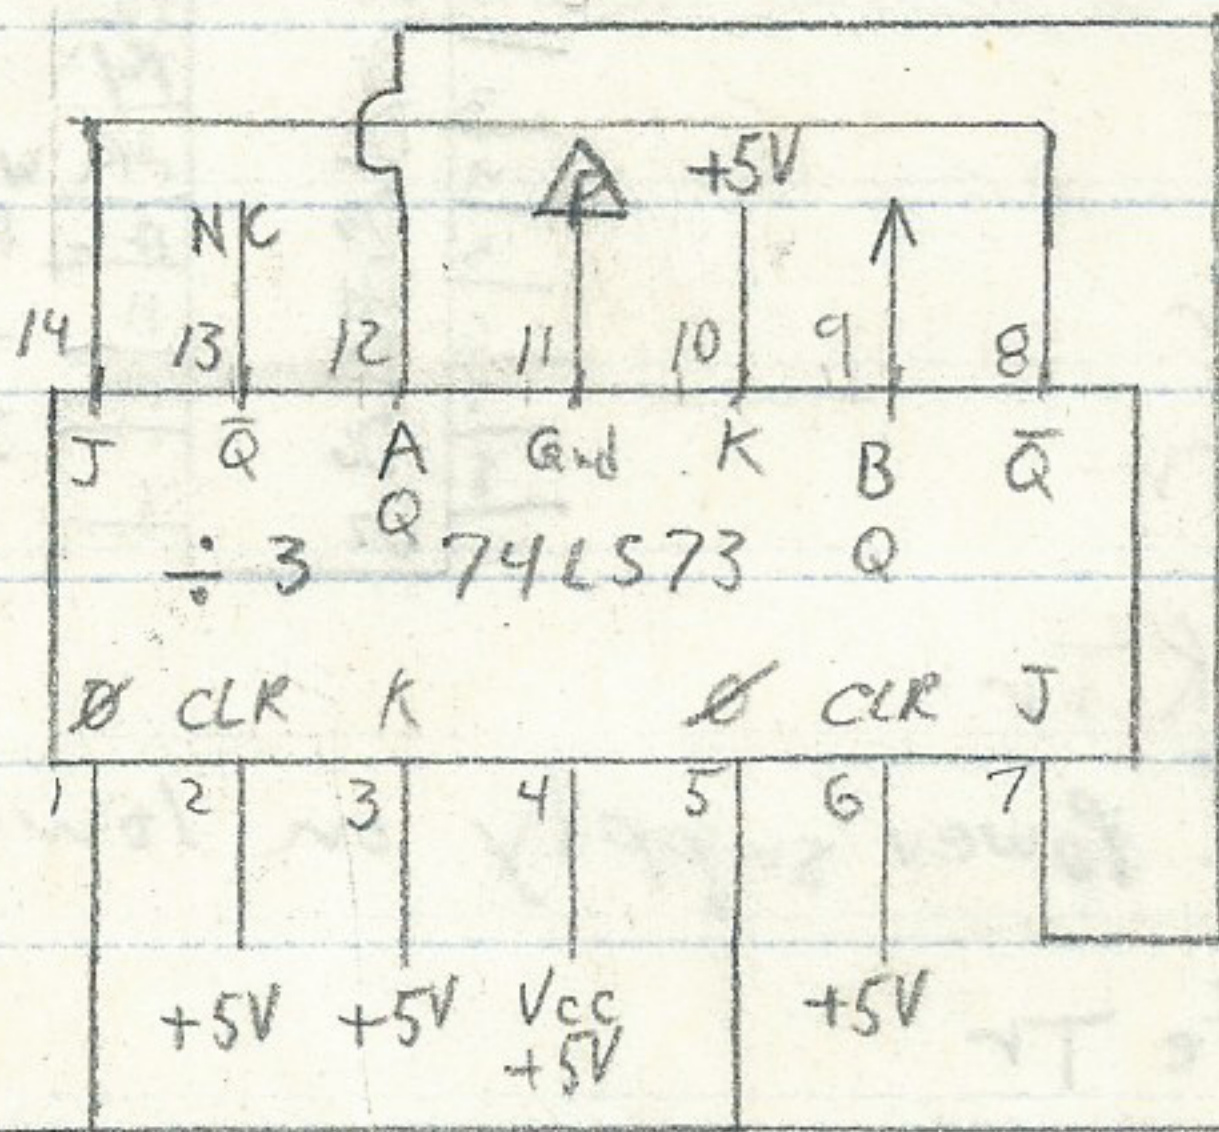 +5V
N C
14 13 12 11 10 9 8
J Q̅ A Gnd K B Q̅
Q Q
÷ 3 74LS73
Ø CLR K Ø CLR J
1 2 3 4 5 6 7
+5V +5V Vcc +5V
+5V